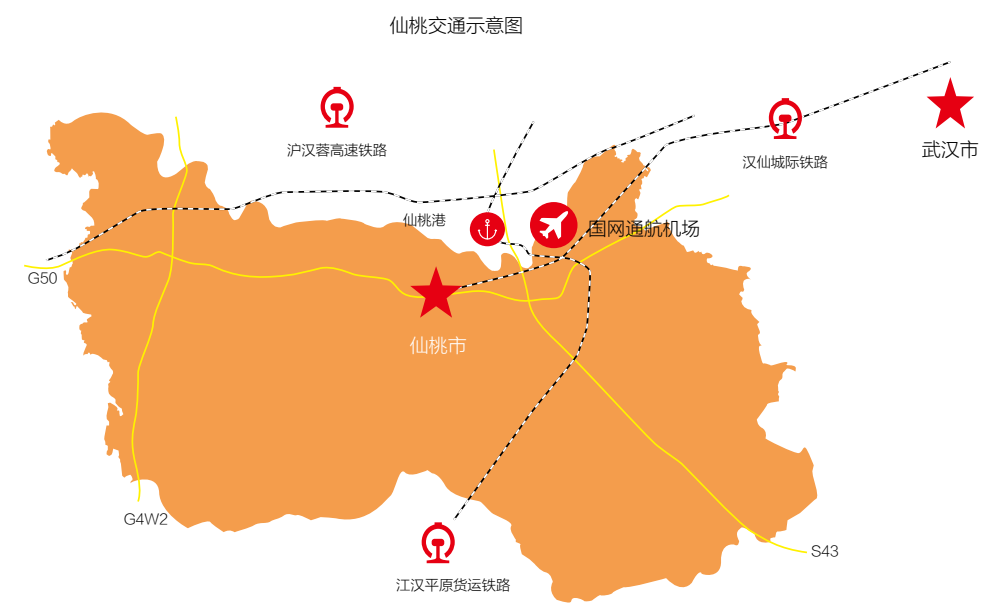 仙桃交通示意图
沪汉蓉高速铁路
武汉市
汉仙城际铁路
仙桃港
国网通航机场
G50
仙桃市
G4W2
S43
江汉平原货运铁路